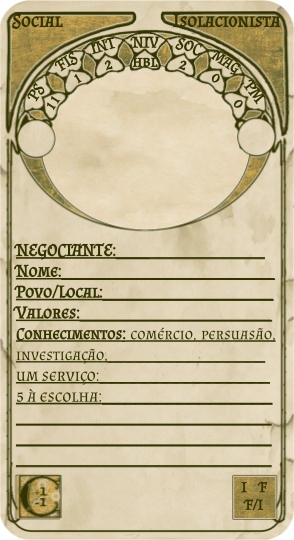 Social Isolacionista
PS FIS INT NIV SOC MAG PM
11 1 2 HBL 2 0 0
NEGOCIANTE:
Nome:
Povo/Local:
Valores:
Conhecimentos: comércio, persuasão,
investigação,
um serviço:
5 à escolha:
C 1 I F
-1 F/I